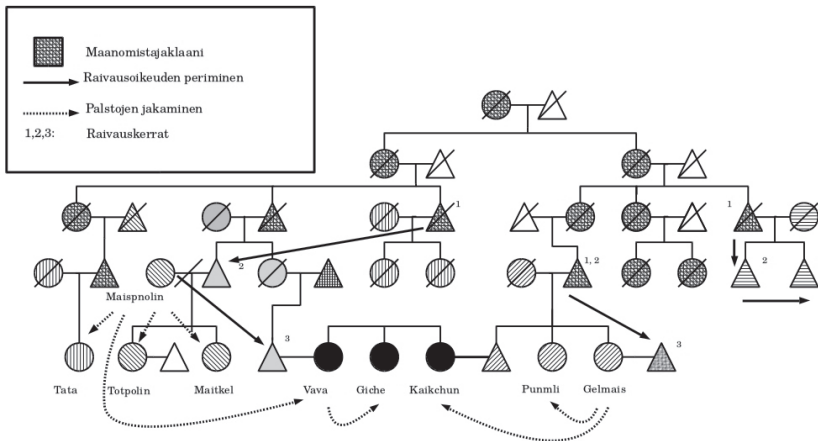 Maanomistajaklaani
Raivausoikeuden periminen
Palstojen jakaminen
1,2,3: Raivauskerrat
1
1
2
1, 2
2
Maispnolin
3
3
Tata Totpolin Maitkel Vava Giche Kaikchun Punmli Gelmais